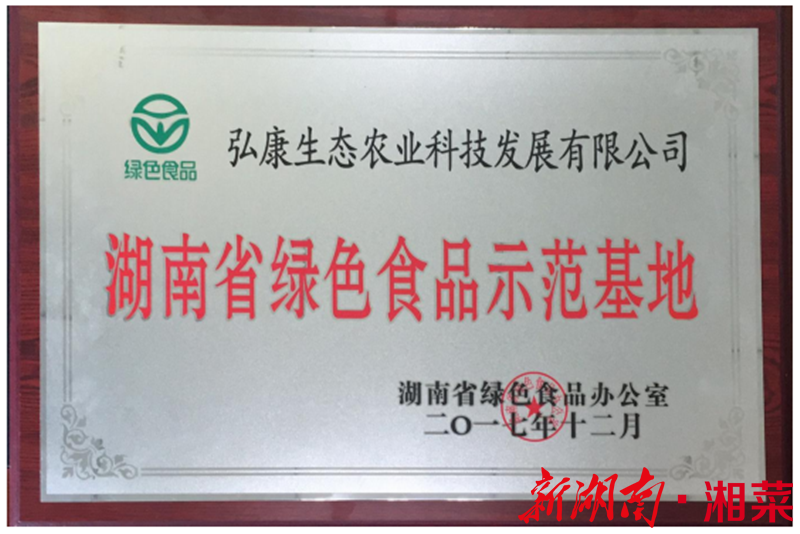 绿色食品
弘康生态农业科技发展有限公司
湖南省绿色食品示范基地
湖南省绿色食品办公室
二〇一七年十二月
新湖南·湘菜